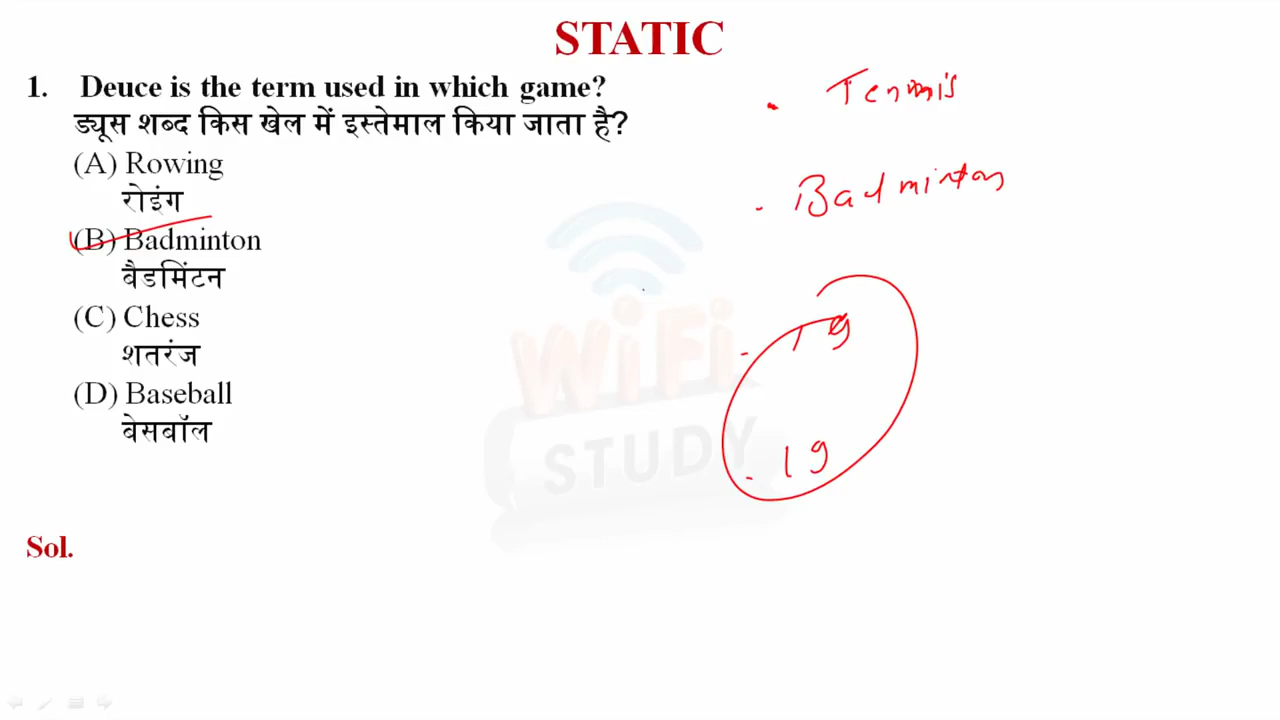 STATIC
1. Deuce is the term used in which game?
ड्यूस शब्द किस खेल में इस्तेमाल किया जाता है?
(A) Rowing
रोइंग
(B) Badminton
बैडमिंटन
(C) Chess
शतरंज
(D) Baseball
बेसबॉल
Sol.
Tennis
Badminton
19
19
WiFi
STUDY